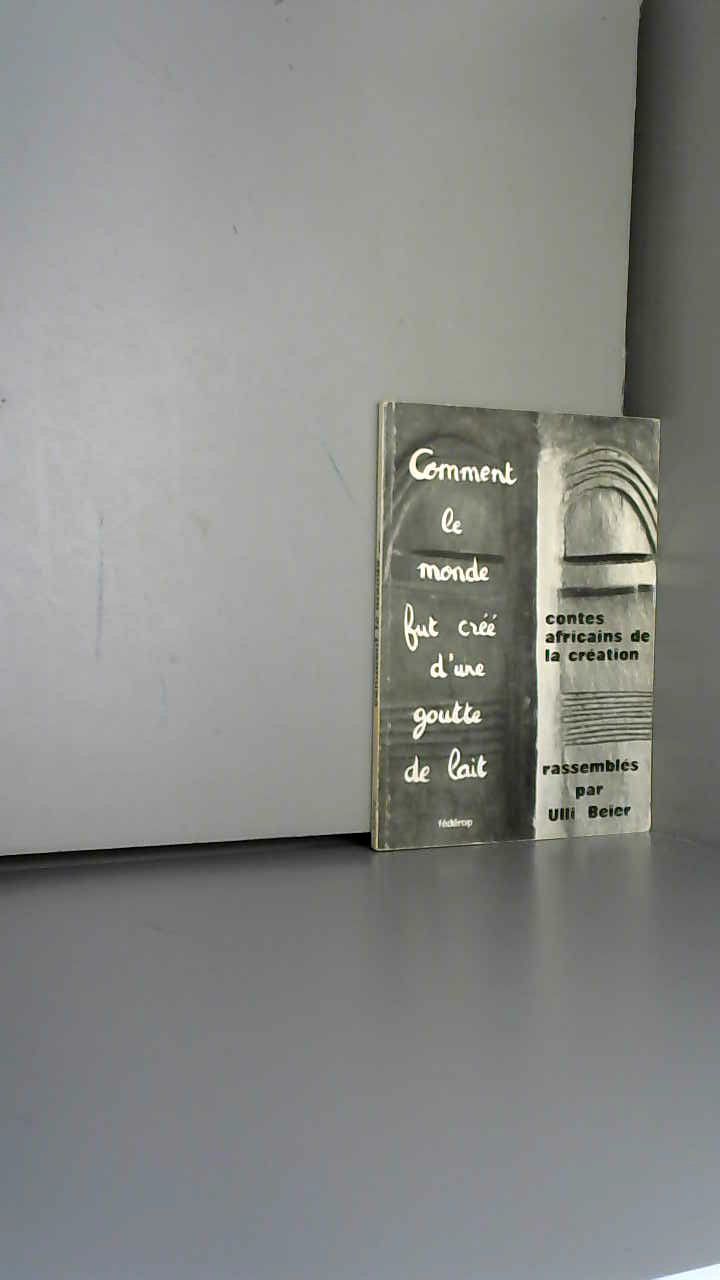 Comment
le
monde
fut créé
d'une
goutte
de lait
fédérop
contes
africains de
la création
rassemblés
par
Ulli Beier